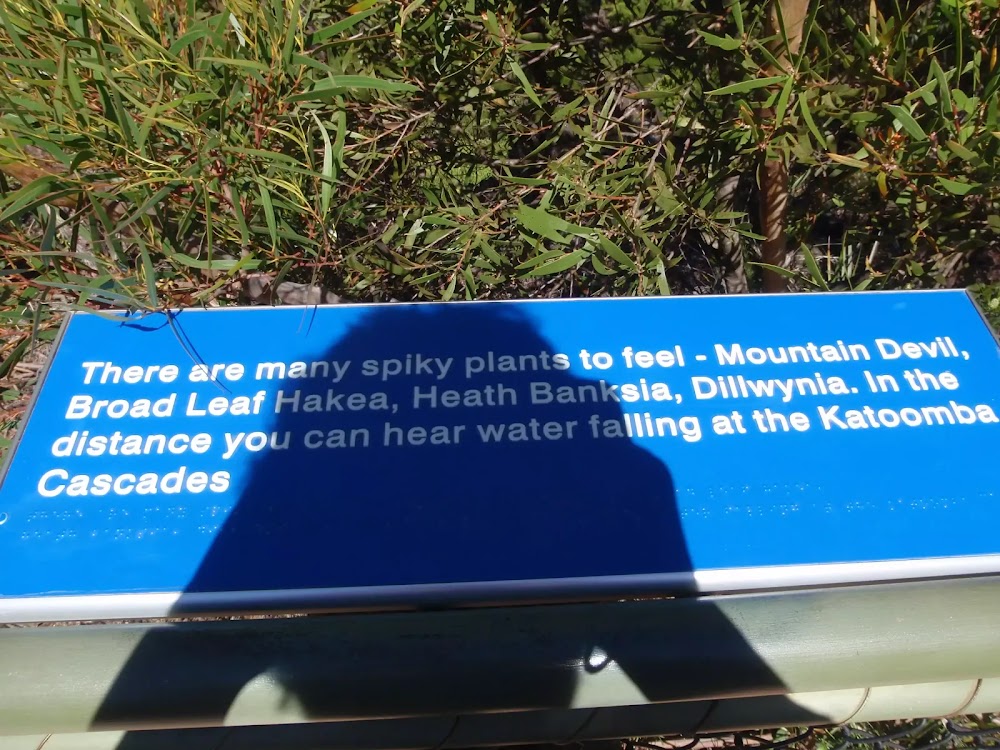 There are many spiky plants to feel - Mountain Devil,
Broad Leaf Hakea, Heath Banksia, Dillwynia. In the
distance you can hear water falling at the Katoomba
Cascades